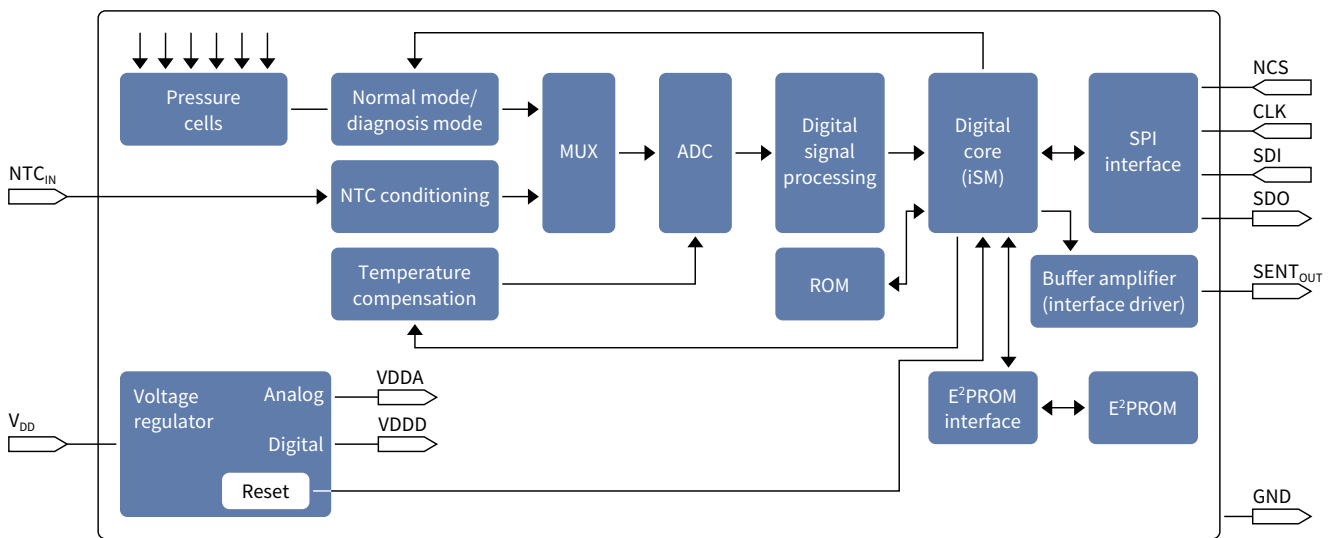 Pressure
cells
Normal mode/
diagnosis mode
MUX
ADC
Digital
signal
processing
Digital
core
(iSM)
SPI
interface
NCS
CLK
SDI
SDO
NTC_IN
NTC conditioning
Temperature
compensation
ROM
Buffer amplifier
(interface driver)
SENT_OUT
V_DD
Voltage
regulator
Analog
VDDA
Digital
VDDD
Reset
E²PROM
interface
E²PROM
GND